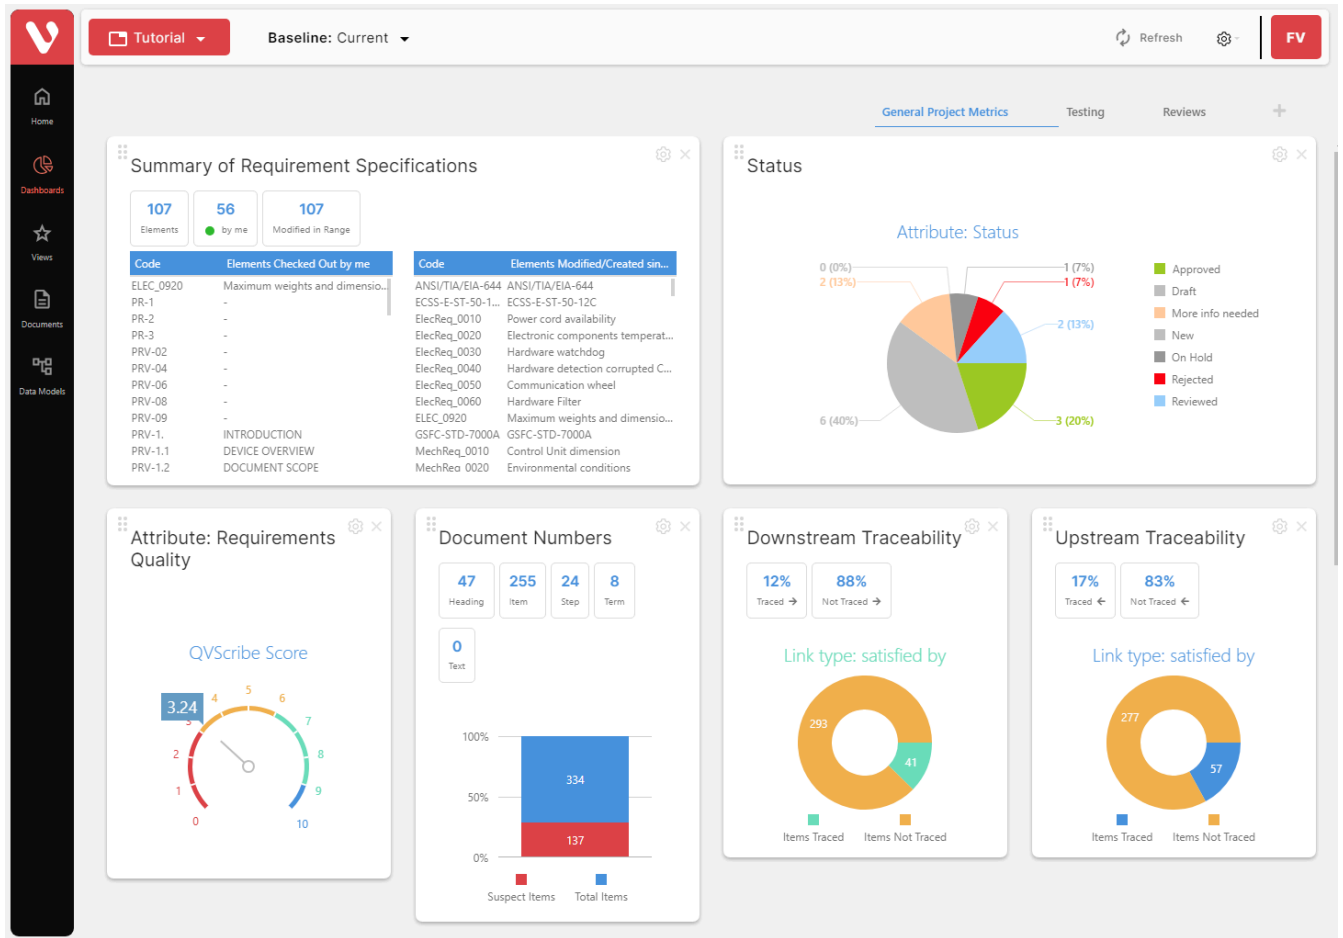 Tutorial
Baseline: Current
Refresh
FV
Home
Dashboards
Views
Documents
Data Models
General Project Metrics
Testing
Reviews
Summary of Requirement Specifications
107
Elements
56
by me
107
Modified in Range
Code Elements Checked Out by me
ELEC_0920 Maximum weights and dimensio...
PR-1 -
PR-2 -
PR-3 -
PRV-02 -
PRV-04 -
PRV-06 -
PRV-08 -
PRV-09 -
PRV-1. INTRODUCTION
PRV-1.1 DEVICE OVERVIEW
PRV-1.2 DOCUMENT SCOPE
Code Elements Modified/Created sin...
ANSI/TIA/EIA-644 ANSI/TIA/EIA-644
ECSS-E-ST-50-1... ECSS-E-ST-50-12C
ElecReq_0010 Power cord availability
ElecReq_0020 Electronic components temperat...
ElecReq_0030 Hardware watchdog
ElecReq_0040 Hardware detection corrupted C...
ElecReq_0050 Communication wheel
ElecReq_0060 Hardware Filter
ELEC_0920 Maximum weights and dimensio...
GSFC-STD-7000A GSFC-STD-7000A
MechReq_0010 Control Unit dimension
MechReq_0020 Environmental conditions
Status
Attribute: Status
0 (0%)
2 (13%)
1 (7%)
1 (7%)
2 (13%)
6 (40%)
3 (20%)
Approved
Draft
More info needed
New
On Hold
Rejected
Reviewed
Attribute: Requirements
Quality
QVScribe Score
3.24
0
1
2
3
4
5
6
7
8
9
10
Document Numbers
47
Heading
255
Item
24
Step
8
Term
0
Text
100%
50%
0%
334
137
Suspect Items
Total Items
Downstream Traceability
12%
Traced →
88%
Not Traced →
Link type: satisfied by
293
41
Items Traced
Items Not Traced
Upstream Traceability
17%
Traced ←
83%
Not Traced ←
Link type: satisfied by
277
57
Items Traced
Items Not Traced